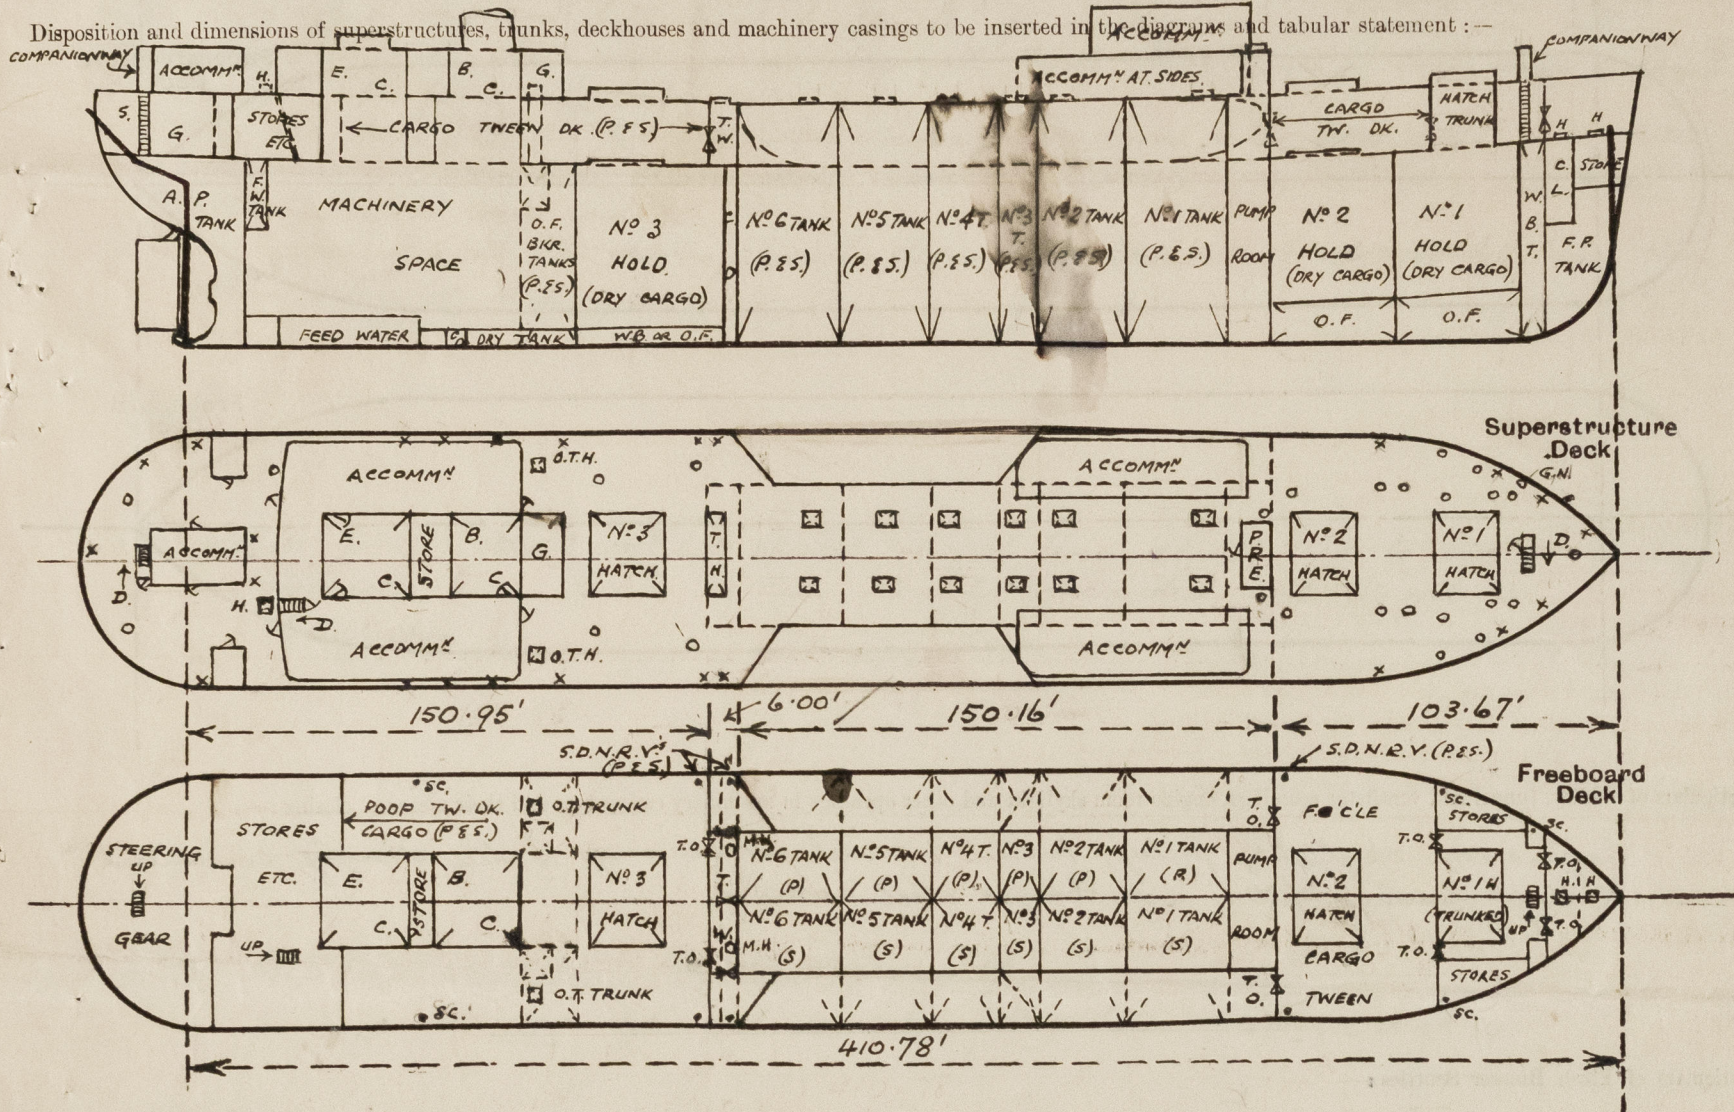 Disposition and dimensions of superstructures, trunks, deckhouses and machinery casings to be inserted in the diagrams and tabular statement :—
COMPANIONWAY
ACCOMMN.
H.
E.
C.
B.
C.
G.
ACCOMMN.
ACCOMMN. AT SIDES.
COMPANIONWAY
S.
G.
STORES
ETC
CARGO TWEEN DK. (P.&S)
T.
W.
CARGO
TW. DK.
HATCH
TRUNK
H
H
A. P.
TANK
F.
W.
TANK
MACHINERY
SPACE
O.F.
BKR.
TANKS
(P.&S)
No 3
HOLD.
(DRY CARGO)
No 6 TANK
(P.&S.)
No 5 TANK
(P.&S.)
No 4 T.
(P.&S.)
No 3
T.
(P.&S.)
No 2 TANK
(P.&S)
No 1 TANK
(P.&S.)
PUMP
ROOM
No 2
HOLD
(DRY CARGO)
No 1
HOLD
(DRY CARGO)
W.
B.
T.
C.
L.
STORE
F.P.
TANK
FEED WATER
DRY TANK
W.B. OR O.F.
O.F.
O.F.
Superstructure
Deck
G.N.
ACCOMMN.
O.T.H.
ACCOMMN.
ACCOMMN.
D.
H.
D.
E.
C.
STORE
B.
C.
G.
No 3
HATCH
T.
H.
P.
R.
E.
No 2
HATCH
No 1
HATCH
D.
ACCOMMN.
O.T.H.
ACCOMMN.
150.95'
6.00'
150.16'
103.67'
S.D.N.R.V.s
(P&S.)
S.D.N.R.V. (P.&S.)
Freeboard
Deck
SC.
POOP TW. DK.
CARGO (P&S.)
O.T. TRUNK
STORES
ETC.
STEERING
UP
GEAR
UP
E.
C.
STORE
B.
C.
No 3
HATCH
T.O.
T.O.
T.
W.
M.H.
M.H.
No 6 TANK
(P)
No 5 TANK
(P)
No 4 T.
(P)
No 3
(P)
No 2 TANK
(P)
No 1 TANK
(R)
No 6 TANK
(S)
No 5 TANK
(S)
No 4 T.
(S)
No 3
(S)
No 2 TANK
(S)
No 1 TANK
(S)
PUMP
ROOM
T.
O.
T.
O.
FO'C'LE
No 2
HATCH
CARGO
TWEEN
SC.
STORES
SC.
T.O.
T.O.
No 1 H
(TRUNKED)
T.O.
H.
H
UP
T.O.
STORES
SC.
O.T. TRUNK
SC.
410.78'